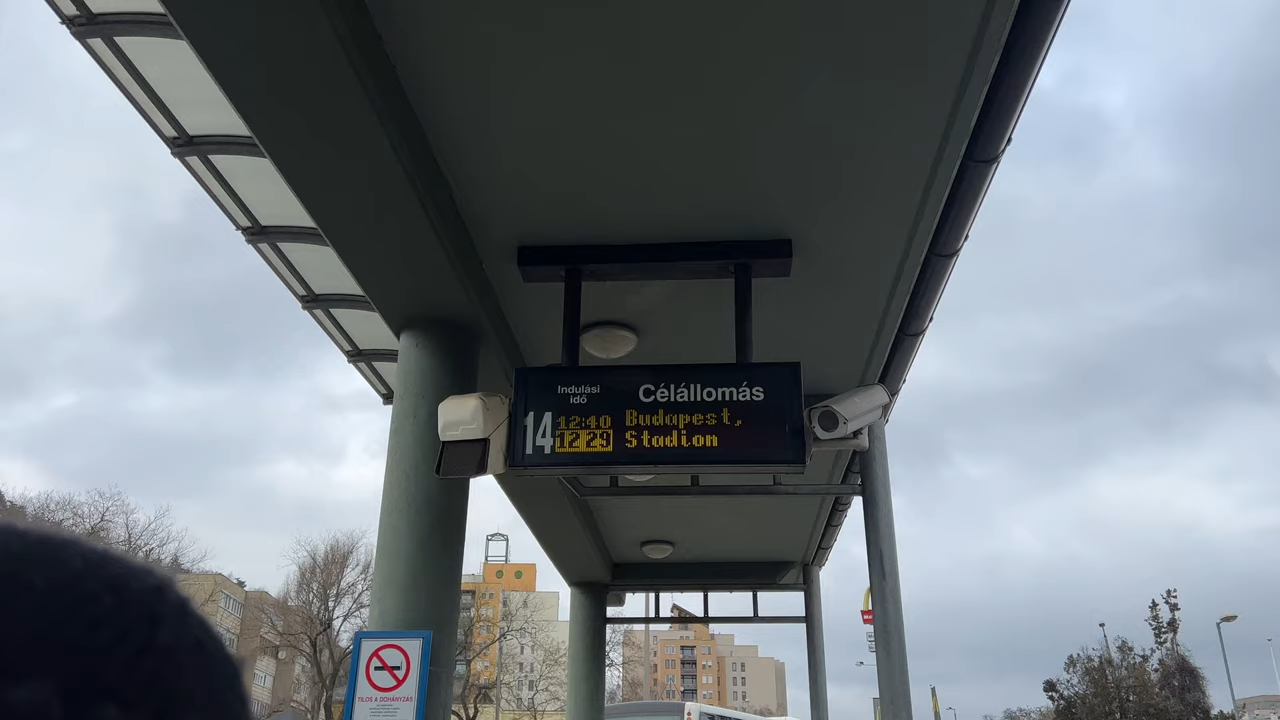 Indulási
idő
Célállomás
14
12:40 Budapest,
12:29 Stadion
TILOS A DOHÁNYZÁS